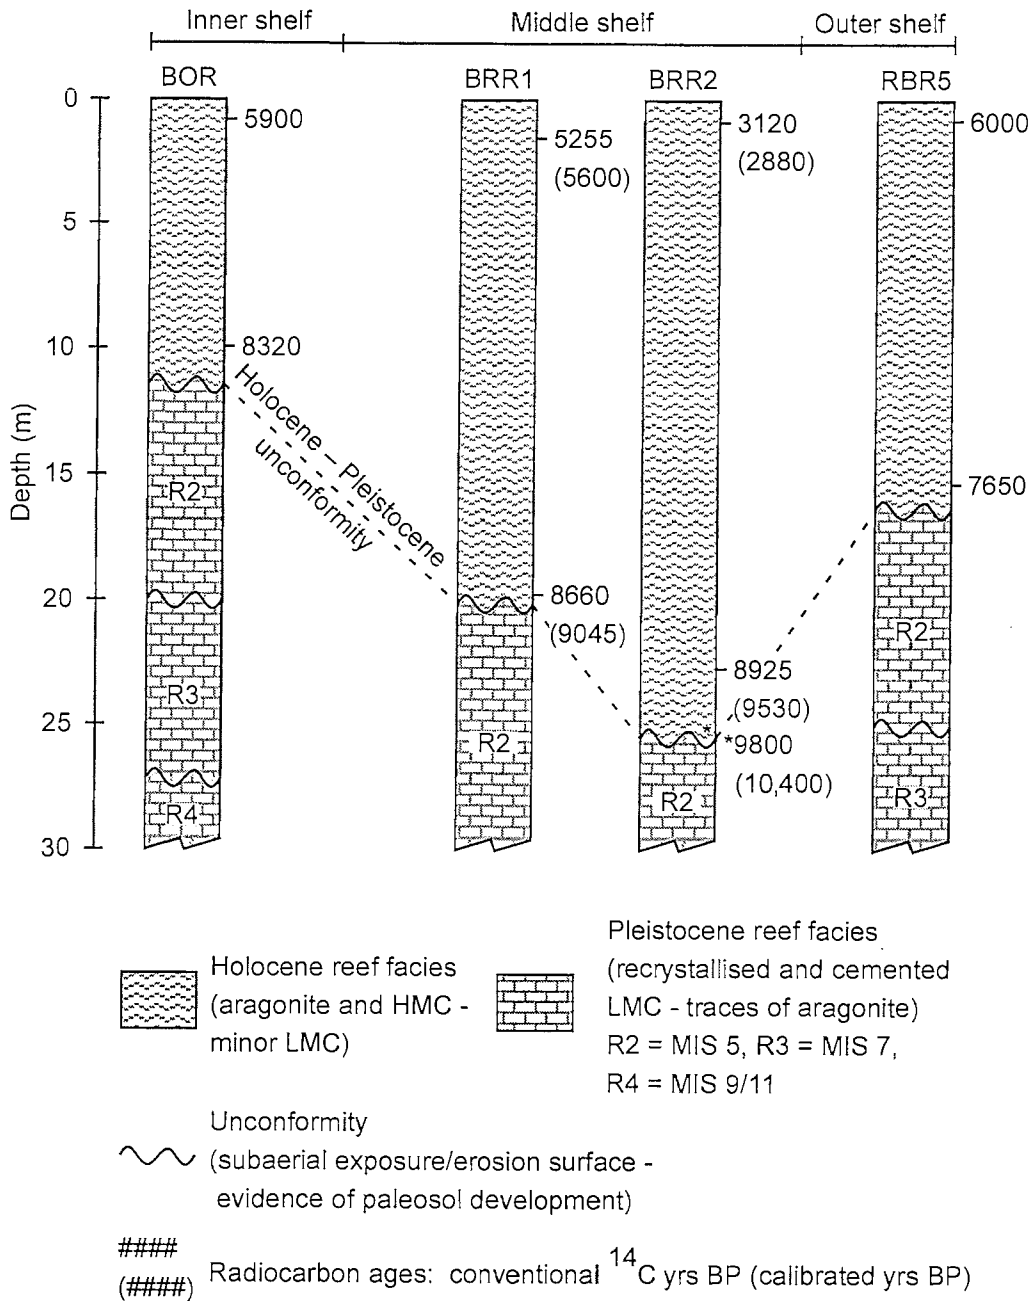 Inner shelf
Middle shelf
Outer shelf
BOR
BRR1
BRR2
RBR5
0
5
10
15
20
25
30
Depth (m)
5900
8320
R2
R3
R4
Holocene – Pleistocene
unconformity
5255
(5600)
8660
(9045)
R2
3120
(2880)
8925
(9530)
*
*9800
(10,400)
R2
6000
7650
R2
R3
Holocene reef facies
(aragonite and HMC -
minor LMC)
Pleistocene reef facies
(recrystallised and cemented
LMC - traces of aragonite)
R2 = MIS 5, R3 = MIS 7,
R4 = MIS 9/11
Unconformity
(subaerial exposure/erosion surface -
evidence of paleosol development)
####
(####)
Radiocarbon ages: conventional ¹⁴C yrs BP (calibrated yrs BP)